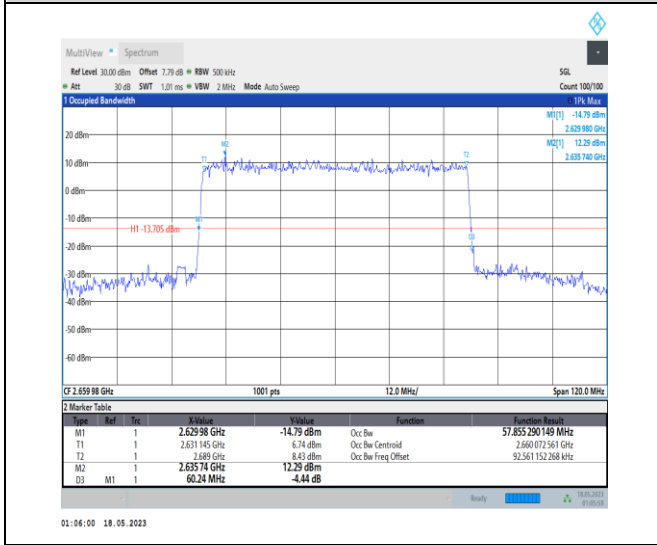 MultiView Spectrum
Ref Level 30.00 dBm Offset 7.79 dB RBW 500 kHz SGL
Att 30 dB SWT 1.01 ms VBW 2 MHz Mode Auto Sweep Count 100/100
1 Occupied Bandwidth 1Pk Max
M1[1] -14.79 dBm
2.629 980 GHz
M2[1] 12.29 dBm
2.635 740 GHz
20 dBm
M2
T1
T2
10 dBm
0 dBm
-10 dBm
M1
H1 -13.705 dBm
D3
-30 dBm
-40 dBm
-50 dBm
-60 dBm
CF 2.659 98 GHz 1001 pts 12.0 MHz/ Span 120.0 MHz
2 Marker Table
Type Ref Trc X-Value Y-Value Function Function Result
M1 1 2.629 98 GHz -14.79 dBm Occ Bw 57.855 290 149 MHz
T1 1 2.631 145 GHz 6.74 dBm Occ Bw Centroid 2.660 072 561 GHz
T2 1 2.689 GHz 8.43 dBm Occ Bw Freq Offset 92.561 152 268 kHz
M2 1 2.635 74 GHz 12.29 dBm
D3 M1 1 60.24 MHz -4.44 dB
Ready 18.05.2023
01:05:59
01:06:00 18.05.2023